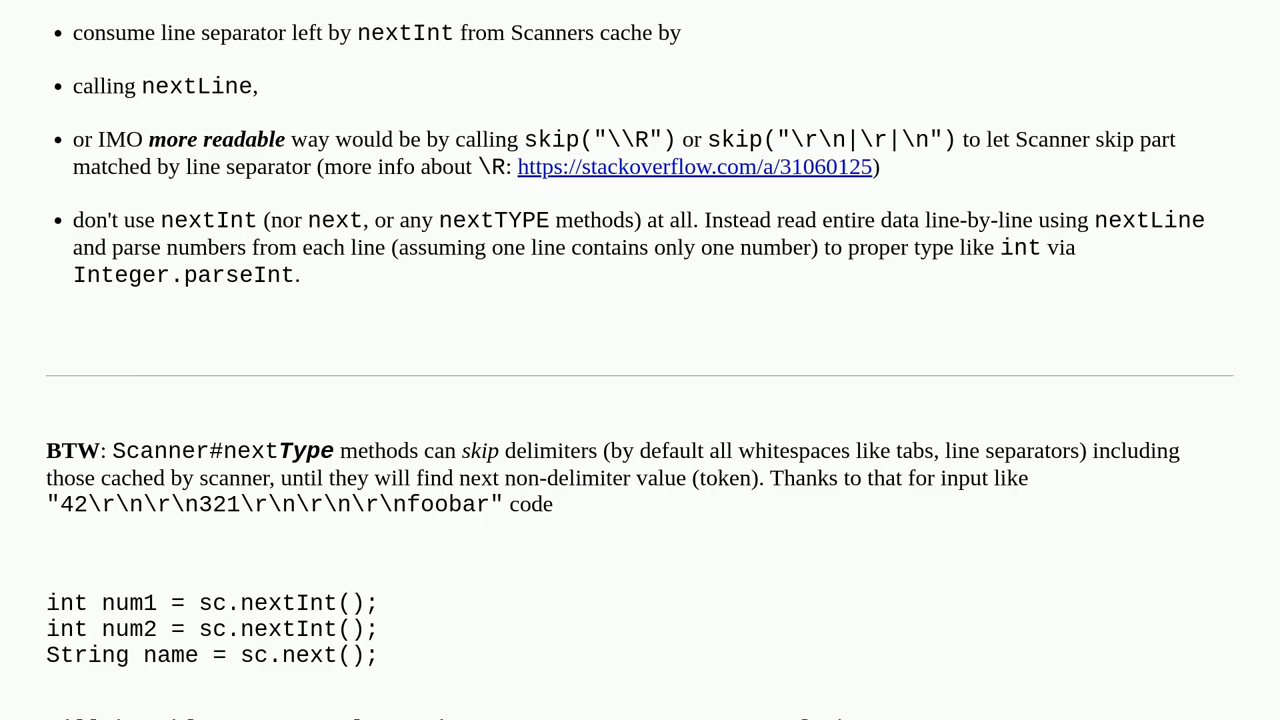 consume line separator left by nextInt from Scanners cache by
calling nextLine,
or IMO more readable way would be by calling skip("\\R") or skip("\r\n|\r|\n") to let Scanner skip part
matched by line separator (more info about \R: https://stackoverflow.com/a/31060125)
don't use nextInt (nor next, or any nextTYPE methods) at all. Instead read entire data line-by-line using nextLine
and parse numbers from each line (assuming one line contains only one number) to proper type like int via
Integer.parseInt.
BTW: Scanner#nextType methods can skip delimiters (by default all whitespaces like tabs, line separators) including
those cached by scanner, until they will find next non-delimiter value (token). Thanks to that for input like
"42\r\n\r\n321\r\n\r\n\r\nfoobar" code
int num1 = sc.nextInt();
int num2 = sc.nextInt();
String name = sc.next();